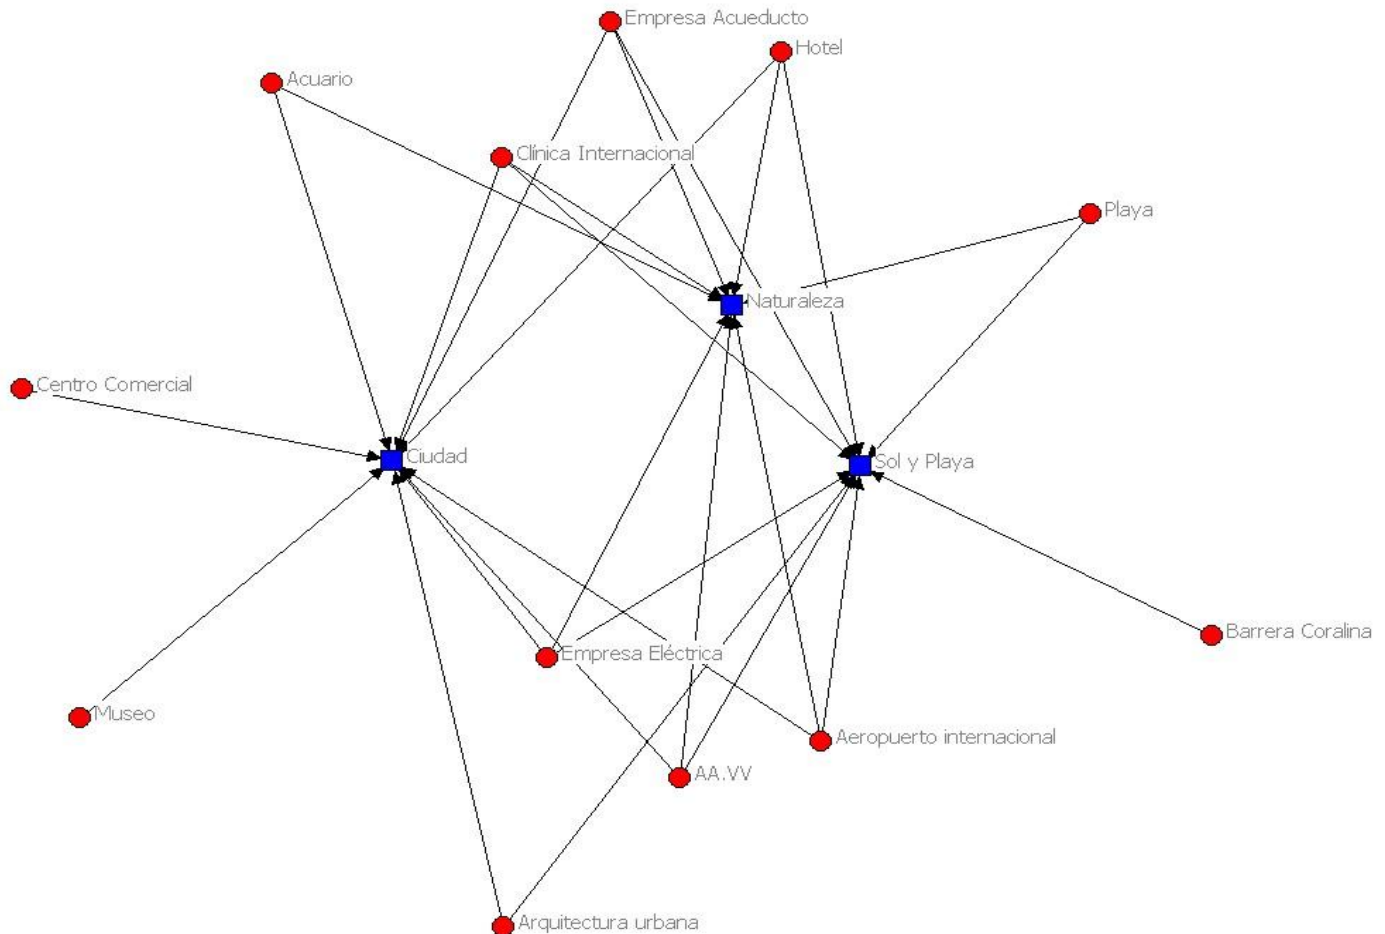 Empresa Acueducto
Hotel
Acuario
Clínica Internacional
Playa
Naturaleza
Centro Comercial
Ciudad
Sol y Playa
Barrera Coralina
Empresa Eléctrica
Museo
Aeropuerto internacional
AA.VV
Arquitectura urbana